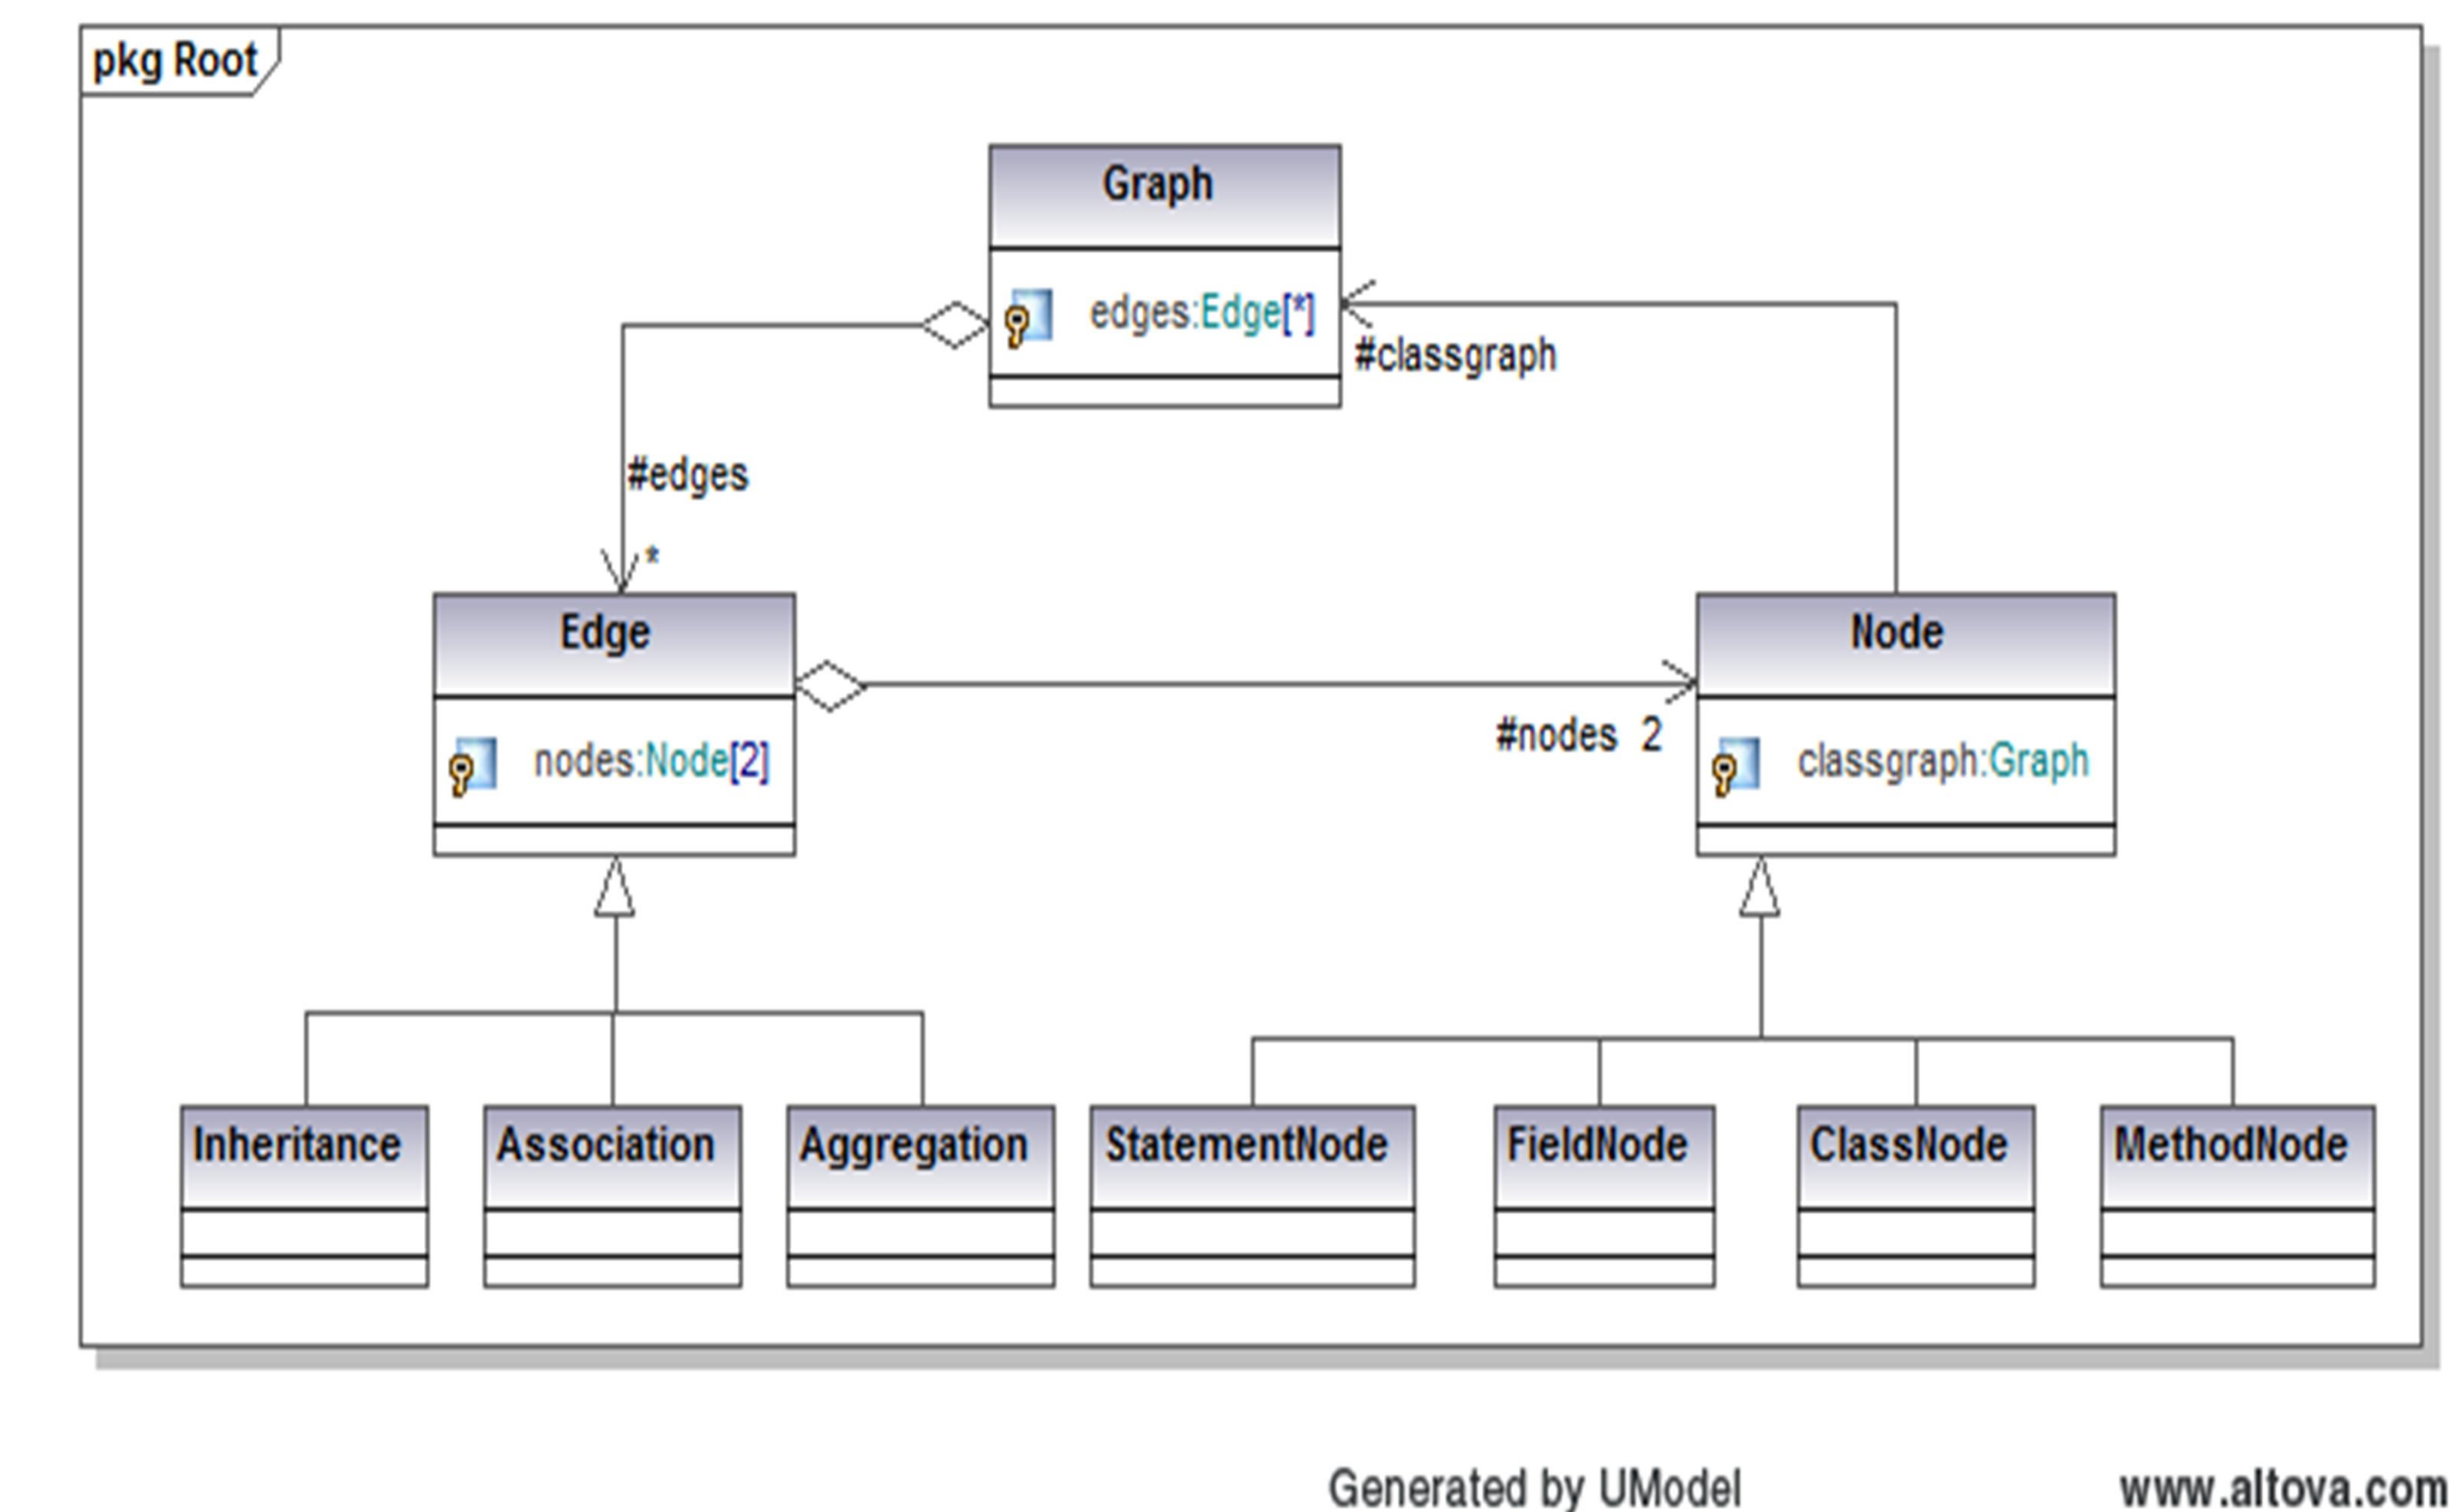 pkg Root
Graph
edges:Edge[*]
#classgraph
#edges
*
Edge
Node
nodes:Node[2]
#nodes 2
classgraph:Graph
Inheritance
Association
Aggregation
StatementNode
FieldNode
ClassNode
MethodNode
Generated by UModel
www.altova.com